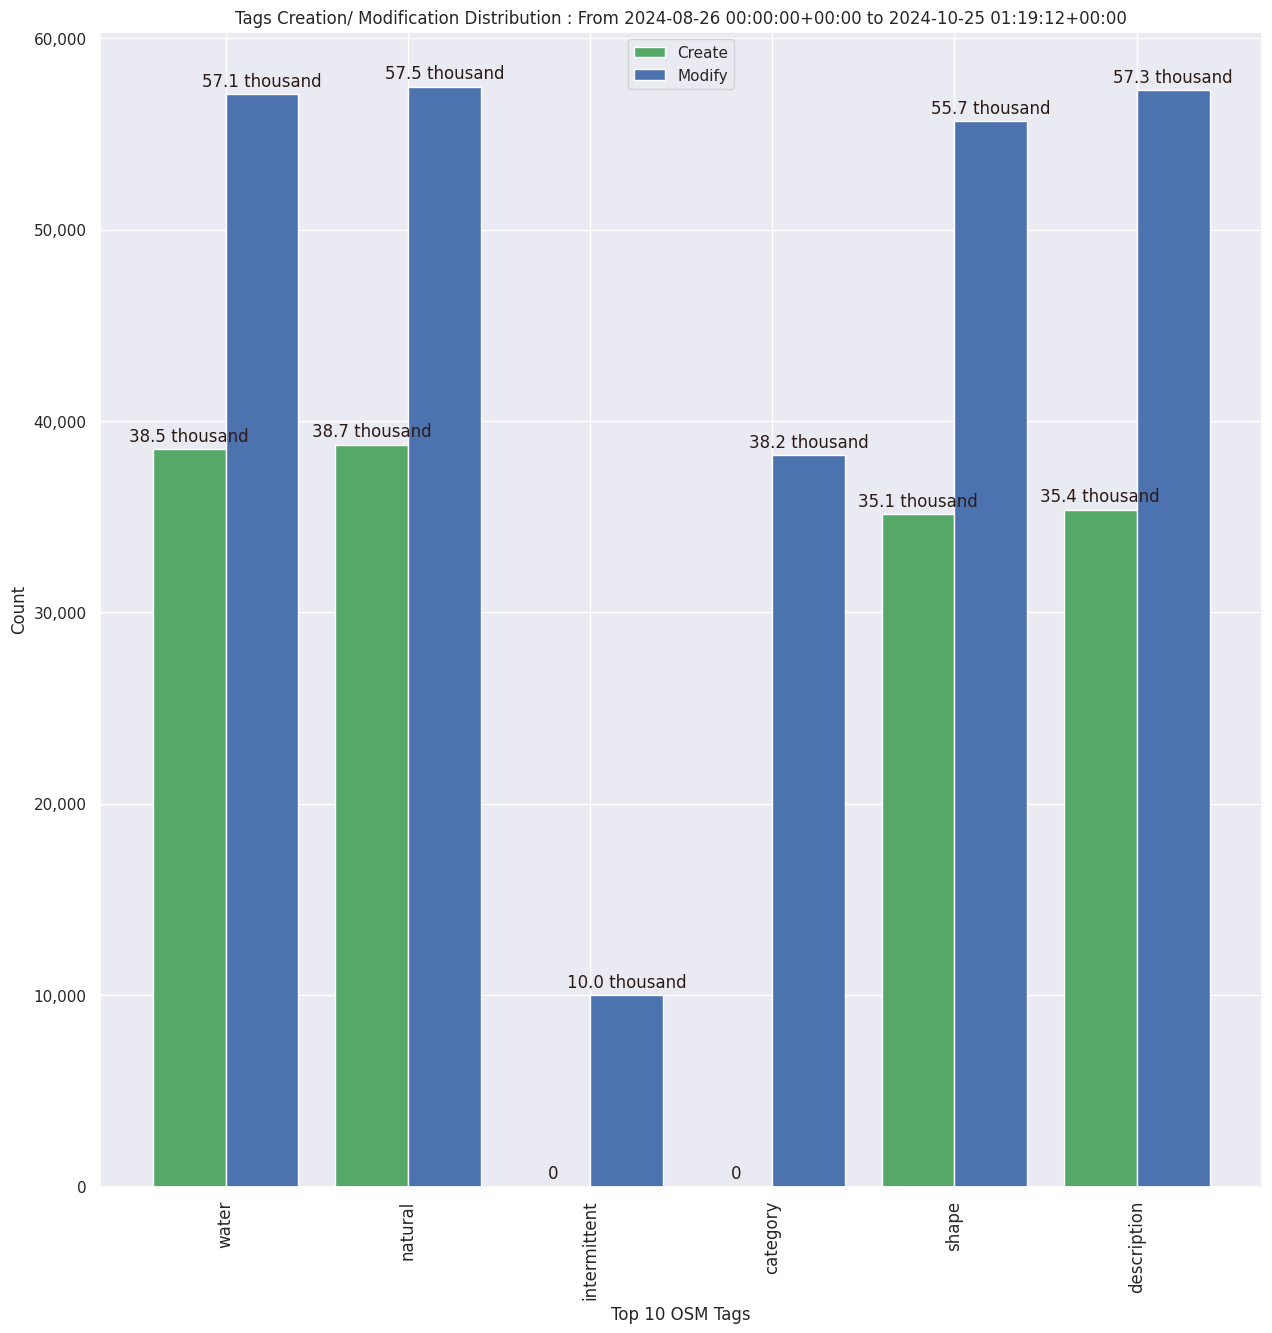 Tags Creation/ Modification Distribution : From 2024-08-26 00:00:00+00:00 to 2024-10-25 01:19:12+00:00
Create
Modify
60,000
50,000
40,000
30,000
20,000
10,000
0
Count
38.5 thousand
57.1 thousand
38.7 thousand
57.5 thousand
0
10.0 thousand
0
38.2 thousand
35.1 thousand
55.7 thousand
35.4 thousand
57.3 thousand
water
natural
intermittent
category
shape
description
Top 10 OSM Tags